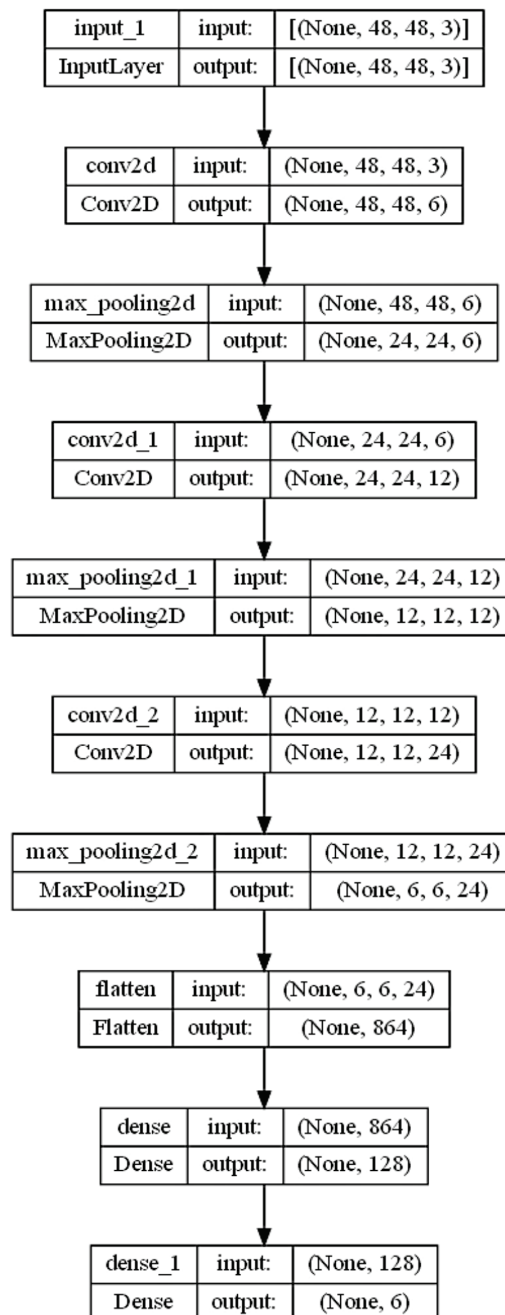 input_1 input: [(None, 48, 48, 3)]
InputLayer output: [(None, 48, 48, 3)]
conv2d input: (None, 48, 48, 3)
Conv2D output: (None, 48, 48, 6)
max_pooling2d input: (None, 48, 48, 6)
MaxPooling2D output: (None, 24, 24, 6)
conv2d_1 input: (None, 24, 24, 6)
Conv2D output: (None, 24, 24, 12)
max_pooling2d_1 input: (None, 24, 24, 12)
MaxPooling2D output: (None, 12, 12, 12)
conv2d_2 input: (None, 12, 12, 12)
Conv2D output: (None, 12, 12, 24)
max_pooling2d_2 input: (None, 12, 12, 24)
MaxPooling2D output: (None, 6, 6, 24)
flatten input: (None, 6, 6, 24)
Flatten output: (None, 864)
dense input: (None, 864)
Dense output: (None, 128)
dense_1 input: (None, 128)
Dense output: (None, 6)